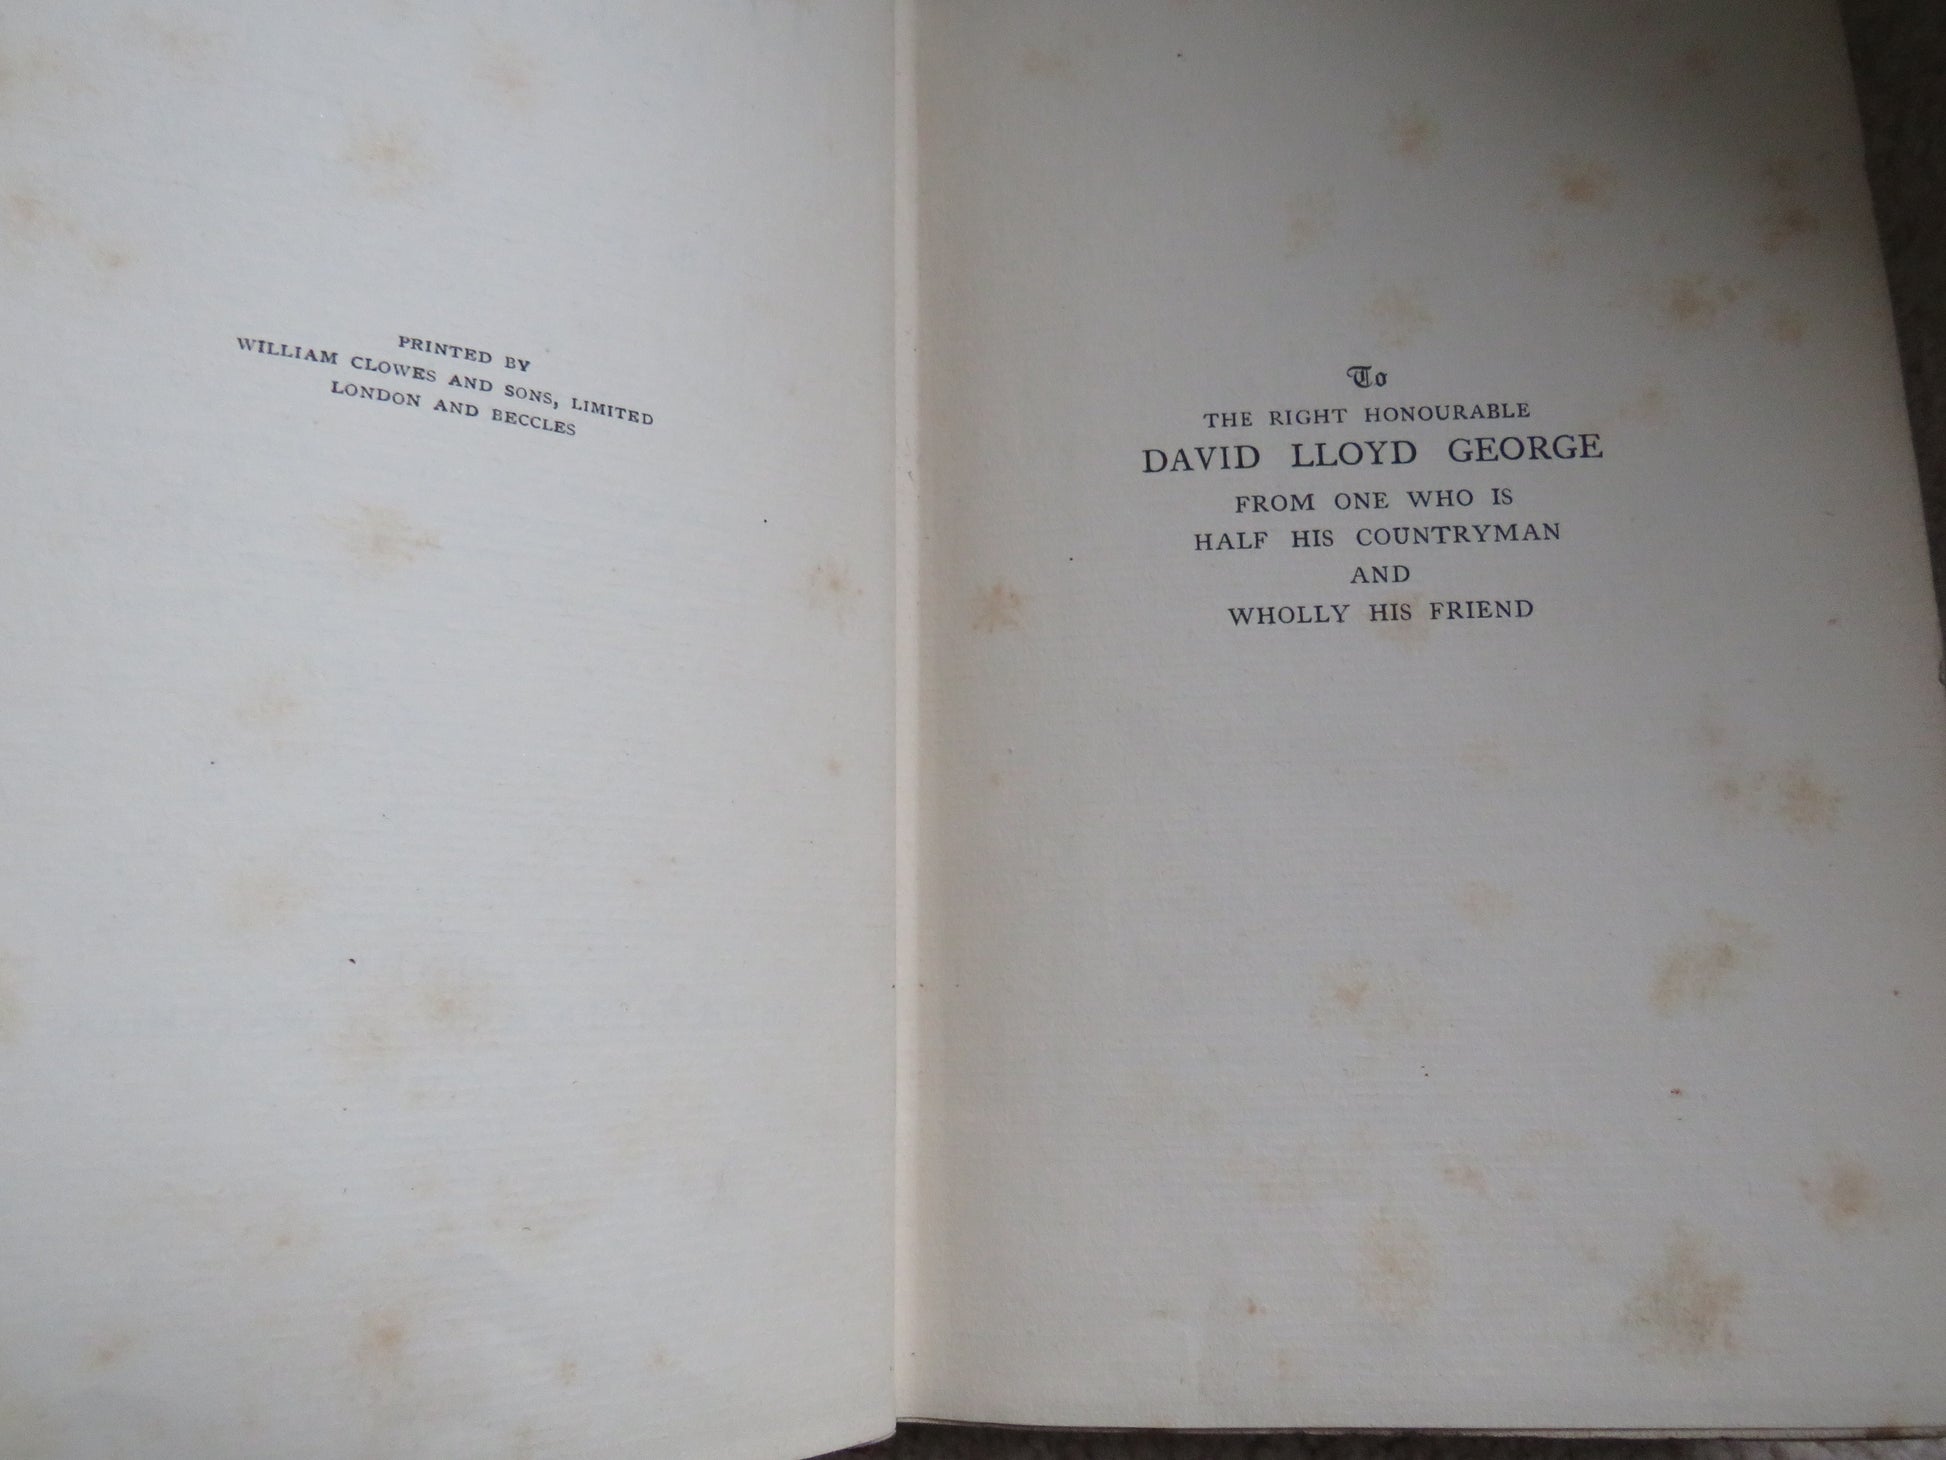 PRINTED BY
WILLIAM CLOWES AND SONS, LIMITED
LONDON AND BECCLES
To
THE RIGHT HONOURABLE
DAVID LLOYD GEORGE
FROM ONE WHO IS
HALF HIS COUNTRYMAN
AND
WHOLLY HIS FRIEND